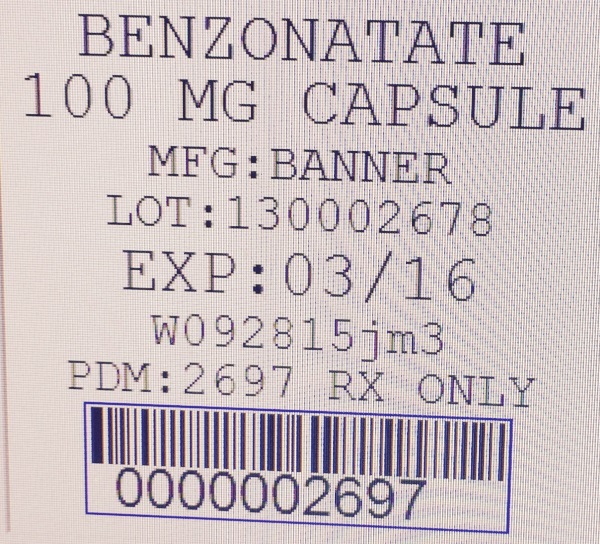 BENZONATATE
100 MG CAPSULE
MFG:BANNER
LOT:130002678
EXP:03/16
W092815jm3
PDM:2697 RX ONLY
0000002697